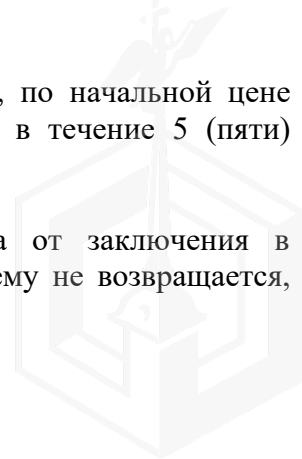 , по начальной цене
в течение 5 (пяти)
а от заключения в
ему не возвращается,